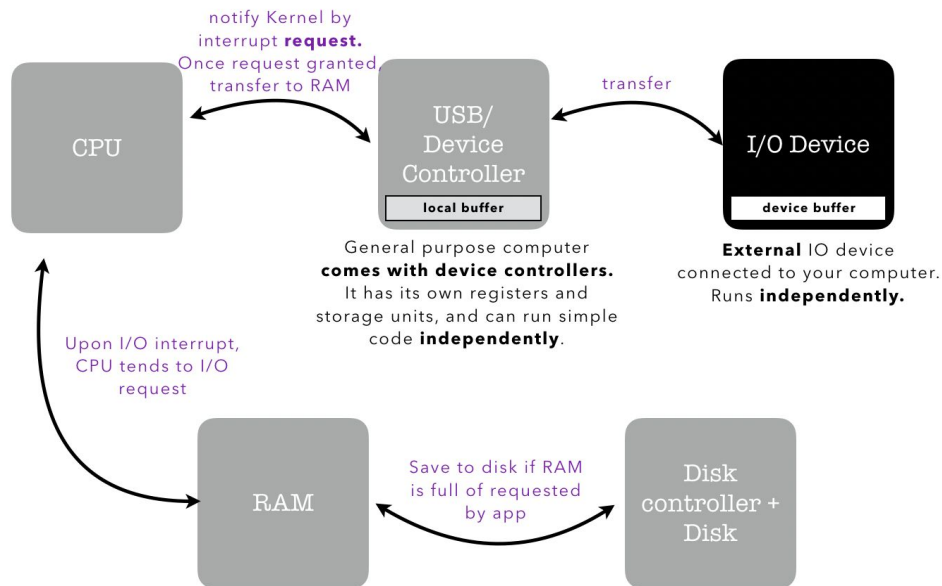 notify Kernel by
interrupt request.
Once request granted,
transfer to RAM
CPU
USB/
Device
Controller
local buffer
transfer
I/O Device
device buffer
General purpose computer
comes with device controllers.
It has its own registers and
storage units, and can run simple
code independently.
External IO device
connected to your computer.
Runs independently.
Upon I/O interrupt,
CPU tends to I/O
request
RAM
Save to disk if RAM
is full of requested
by app
Disk
controller +
Disk